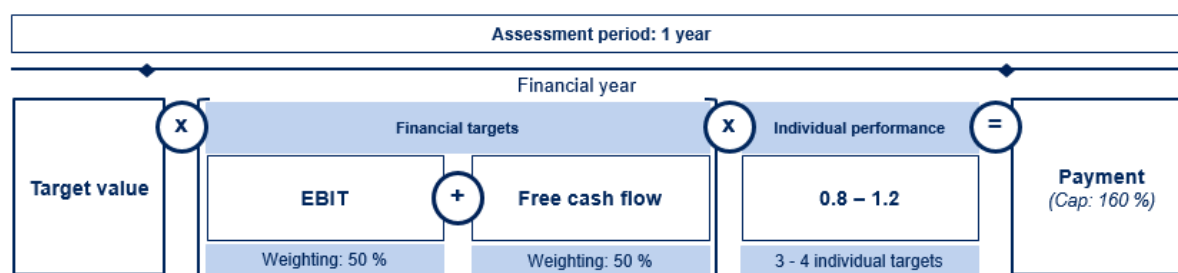 Assessment period: 1 year
Financial year
Target value
x
Financial targets
EBIT
+
Free cash flow
Weighting: 50 %
Weighting: 50 %
x
Individual performance
0.8 – 1.2
3 - 4 individual targets
=
Payment
(Cap: 160 %)